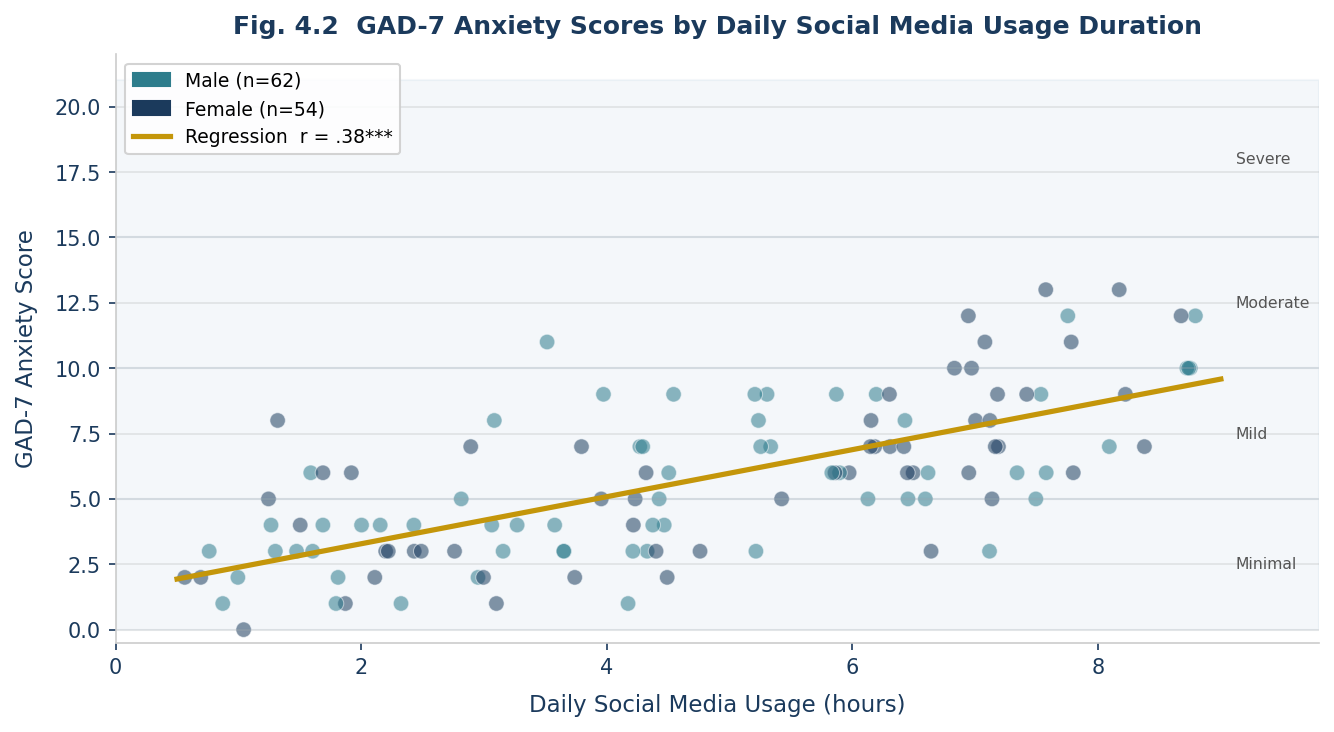 Fig. 4.2  GAD-7 Anxiety Scores by Daily Social Media Usage Duration
Male (n=62)
Female (n=54)
Regression  r = .38***
GAD-7 Anxiety Score
20.0
17.5
15.0
12.5
10.0
7.5
5.0
2.5
0.0
Severe
Moderate
Mild
Minimal
0
2
4
6
8
Daily Social Media Usage (hours)